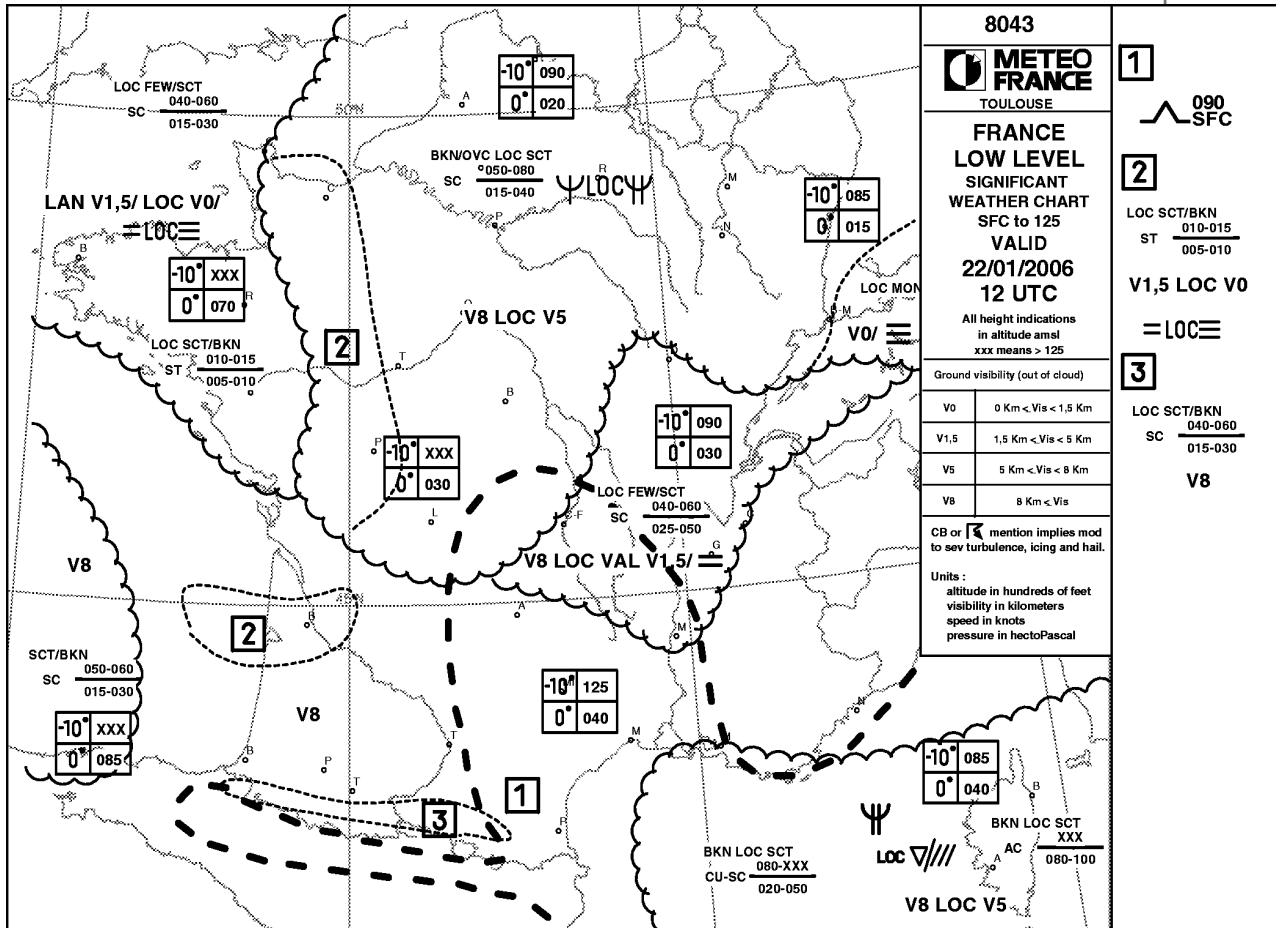 8043
METEO
FRANCE
TOULOUSE
FRANCE
LOW LEVEL
SIGNIFICANT
WEATHER CHART
SFC to 125
VALID
22/01/2006
12 UTC
All height indications
in altitude amsl
xxx means > 125
Ground visibility (out of cloud)
V0 0 Km < Vis < 1,5 Km
V1,5 1,5 Km < Vis < 5 Km
V5 5 Km < Vis < 8 Km
V8 8 Km < Vis
CB or mention implies mod
to sev turbulence, icing and hail.
Units :
altitude in hundreds of feet
visibility in kilometers
speed in knots
pressure in hectoPascal
1
090
SFC
2
LOC SCT/BKN
ST 010-015
005-010
V1,5 LOC V0
LOC
3
LOC SCT/BKN
SC 040-060
015-030
V8
LOC FEW/SCT
SC 040-060
015-030
50°N
A
-10° 090
0° 020
BKN/OVC LOC SCT
SC 050-080
015-040
R
LOC
M
N
P
C
-10° 085
0° 015
LAN V1,5/ LOC V0/
LOC
B
-10° XXX
0° 070
R
LOC MON
B M
V0/
V8 LOC V5
2
LOC SCT/BKN
ST 010-015
005-010
T
B
D
-10° 090
0° 030
P
-10° XXX
0° 030
L
LOC FEW/SCT
SC 040-060
025-050
C-F
G
V8 LOC VAL V1,5/
V8
45°N
B
A
M
2
SCT/BKN
SC 050-060
015-030
-10° 125
0° 040
V8
-10° XXX
0° 085
B
P
T
T
M
M
N
-10° 085
0° 040
B
1
3
P
BKN LOC SCT
CU-SC 080-XXX
020-050
LOC
BKN LOC SCT
AC XXX
080-100
A
V8 LOC V5